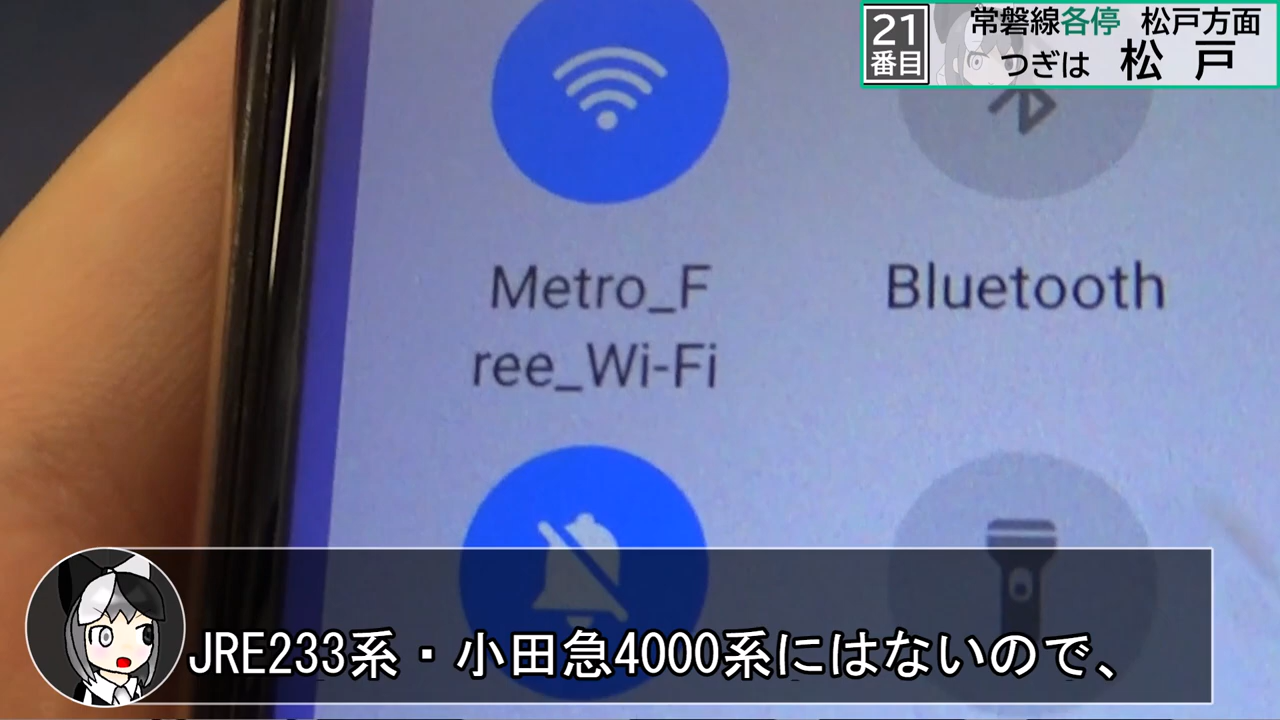 21
番目
常磐線各停 松戸方面
つぎは 松戸
Metro_F
ree_Wi-Fi
Bluetooth
JRE233系・小田急4000系にはないので、